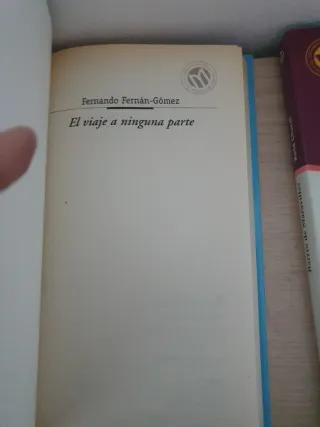 Fernando Fernán-Gómez
El viaje a ninguna parte